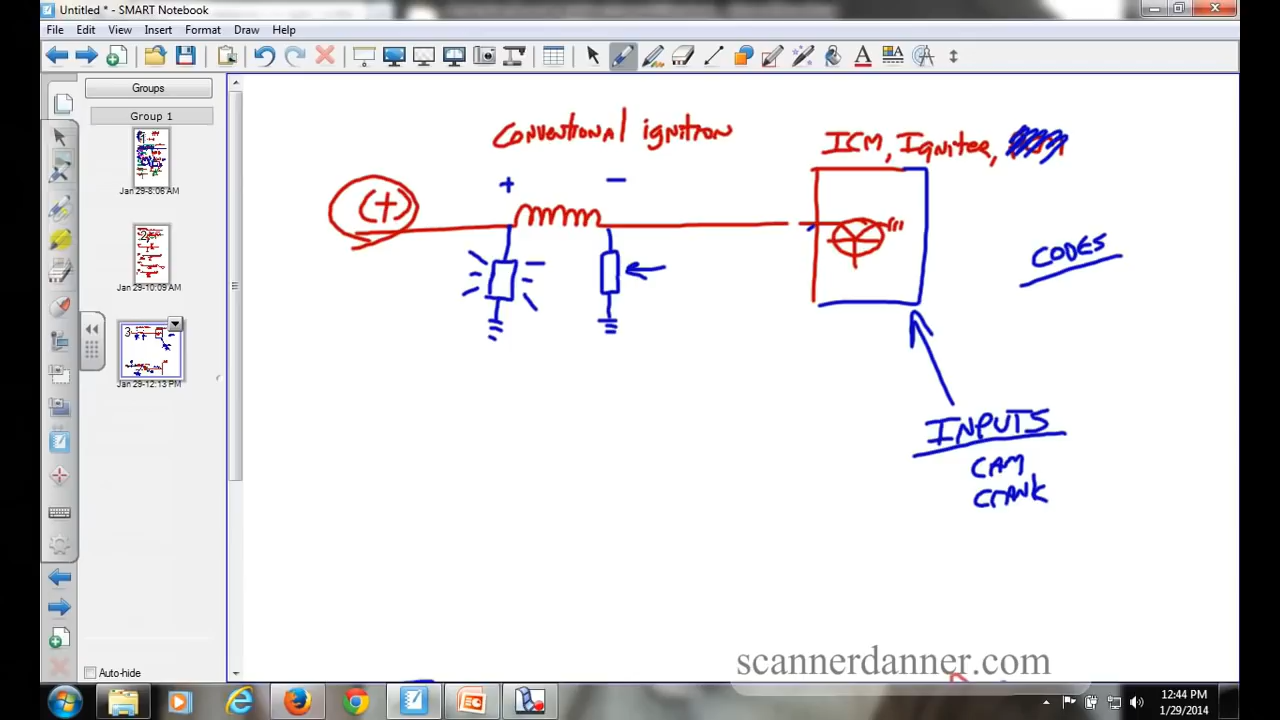 Untitled * - SMART Notebook
File Edit View Insert Format Draw Help
Groups
Group 1
Jan 29-8:06 AM
2
Jan 29-10:09 AM
3
Jan 29-12:13 PM
Auto-hide
Conventional ignition
ICM, Igniter,
(+)
+ -
CODES
INPUTS
CAM
CRANK
scannerdanner.com
12:44 PM
1/29/2014